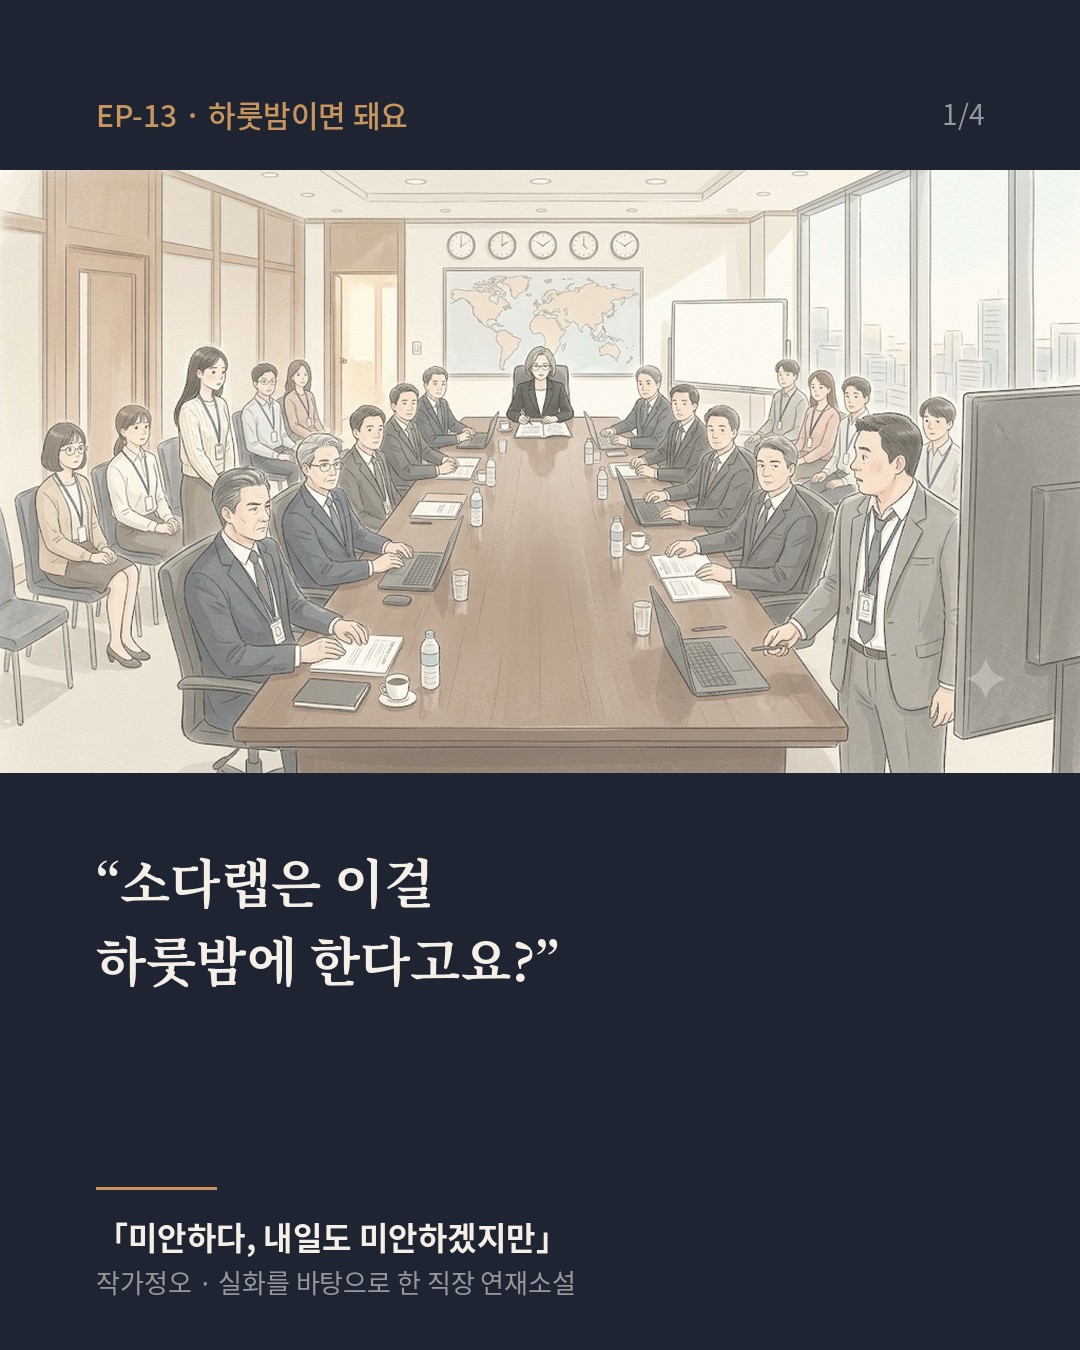 EP-13 · 하룻밤이면 돼요
1/4
“소다랩은 이걸
하룻밤에 한다고요?”
「미안하다, 내일도 미안하겠지만」
작가정오 · 실화를 바탕으로 한 직장 연재소설